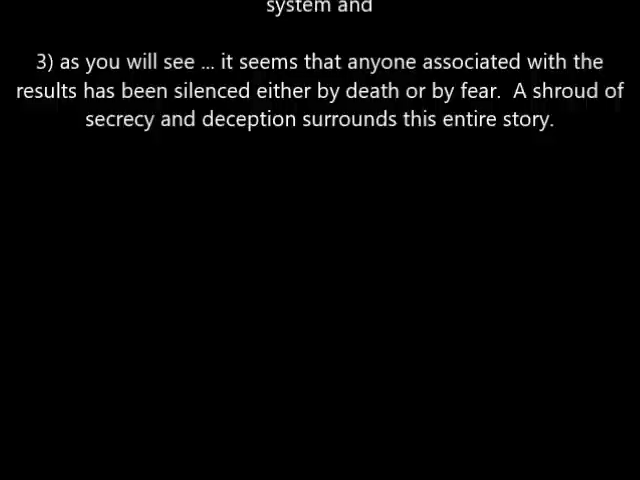 system and
3) as you will see ... it seems that anyone associated with the
results has been silenced either by death or by fear.  A shroud of
secrecy and deception surrounds this entire story.